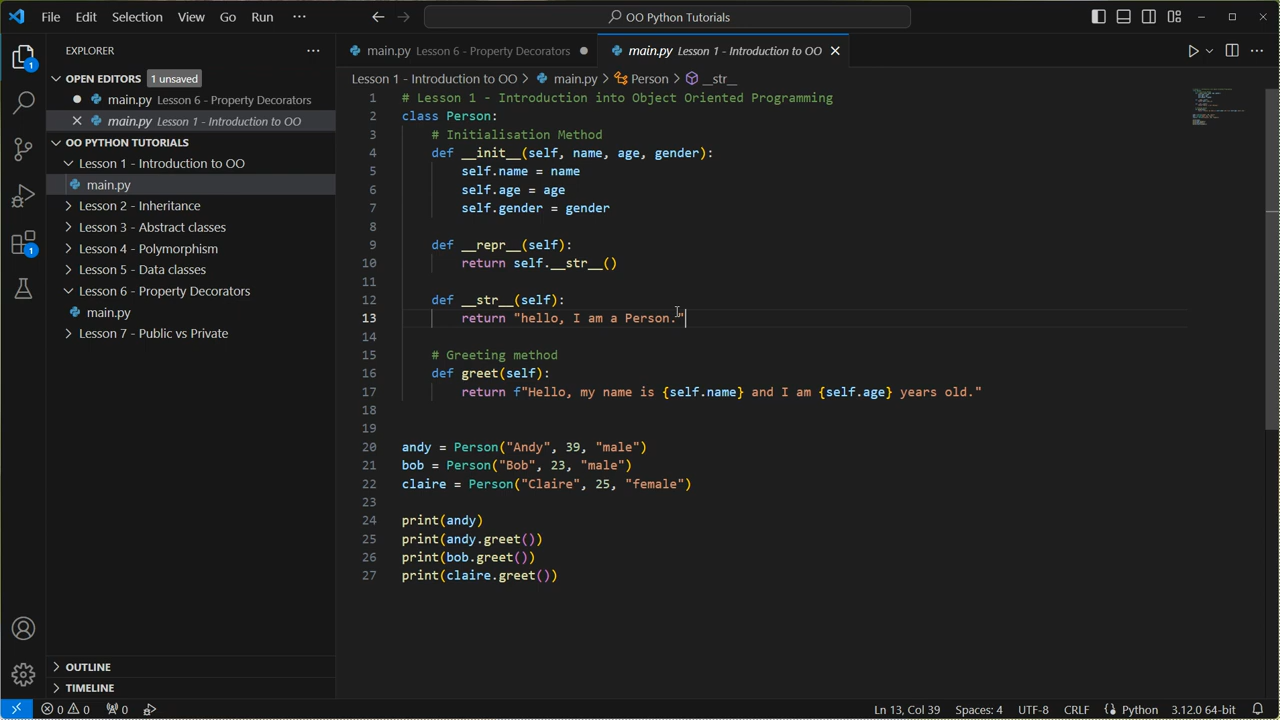 File Edit Selection View Go Run ··· OO Python Tutorials
EXPLORER ···
OPEN EDITORS 1 unsaved
main.py Lesson 6 - Property Decorators
main.py Lesson 1 - Introduction to OO
OO PYTHON TUTORIALS
Lesson 1 - Introduction to OO
main.py
Lesson 2 - Inheritance
Lesson 3 - Abstract classes
Lesson 4 - Polymorphism
Lesson 5 - Data classes
Lesson 6 - Property Decorators
main.py
Lesson 7 - Public vs Private
OUTLINE
TIMELINE
1
1
main.py Lesson 6 - Property Decorators
main.py Lesson 1 - Introduction to OO
Lesson 1 - Introduction to OO > main.py > Person > __str__
1 # Lesson 1 - Introduction into Object Oriented Programming
2 class Person:
3 # Initialisation Method
4 def __init__(self, name, age, gender):
5 self.name = name
6 self.age = age
7 self.gender = gender
8
9 def __repr__(self):
10 return self.__str__()
11
12 def __str__(self):
13 return "hello, I am a Person."
14
15 # Greeting method
16 def greet(self):
17 return f"Hello, my name is {self.name} and I am {self.age} years old."
18
19
20 andy = Person("Andy", 39, "male")
21 bob = Person("Bob", 23, "male")
22 claire = Person("Claire", 25, "female")
23
24 print(andy)
25 print(andy.greet())
26 print(bob.greet())
27 print(claire.greet())
0 0 0 Ln 13, Col 39 Spaces: 4 UTF-8 CRLF Python 3.12.0 64-bit